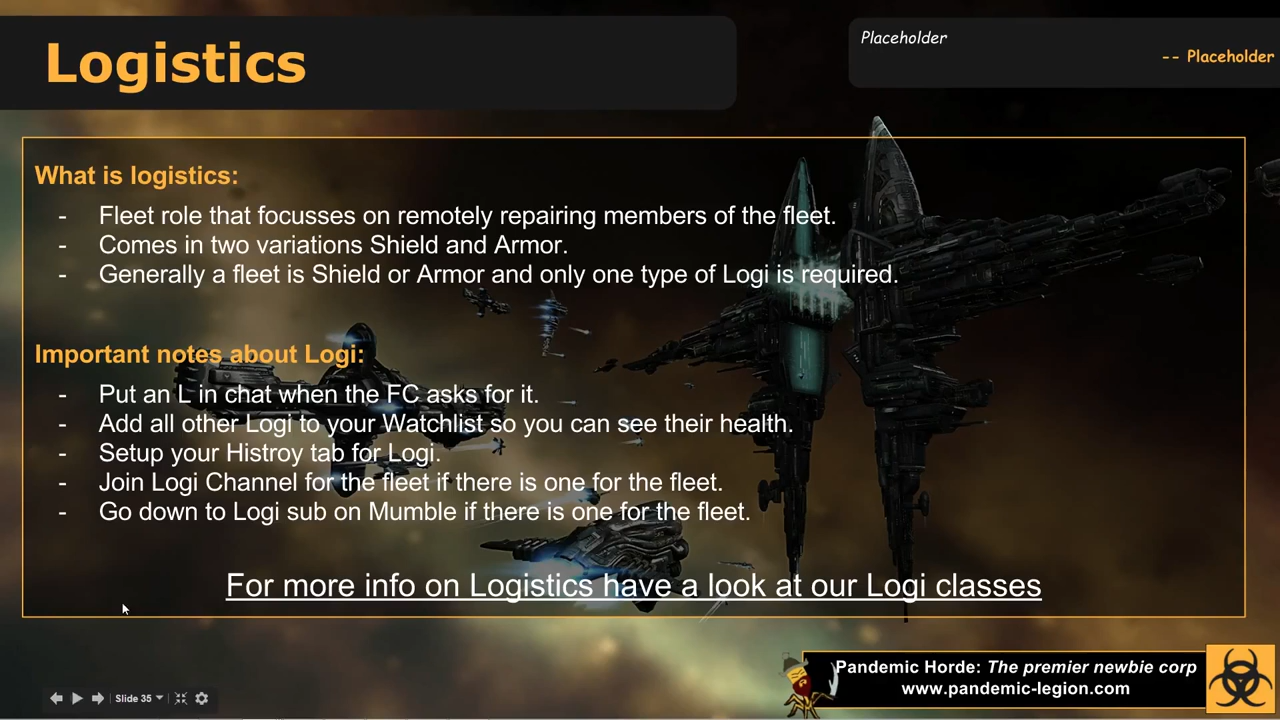 Logistics
Placeholder
-- Placeholder
What is logistics:
- Fleet role that focusses on remotely repairing members of the fleet.
- Comes in two variations Shield and Armor.
- Generally a fleet is Shield or Armor and only one type of Logi is required.
Important notes about Logi:
- Put an L in chat when the FC asks for it.
- Add all other Logi to your Watchlist so you can see their health.
- Setup your Histroy tab for Logi.
- Join Logi Channel for the fleet if there is one for the fleet.
- Go down to Logi sub on Mumble if there is one for the fleet.
For more info on Logistics have a look at our Logi classes
Pandemic Horde: The premier newbie corp
www.pandemic-legion.com
Slide 35